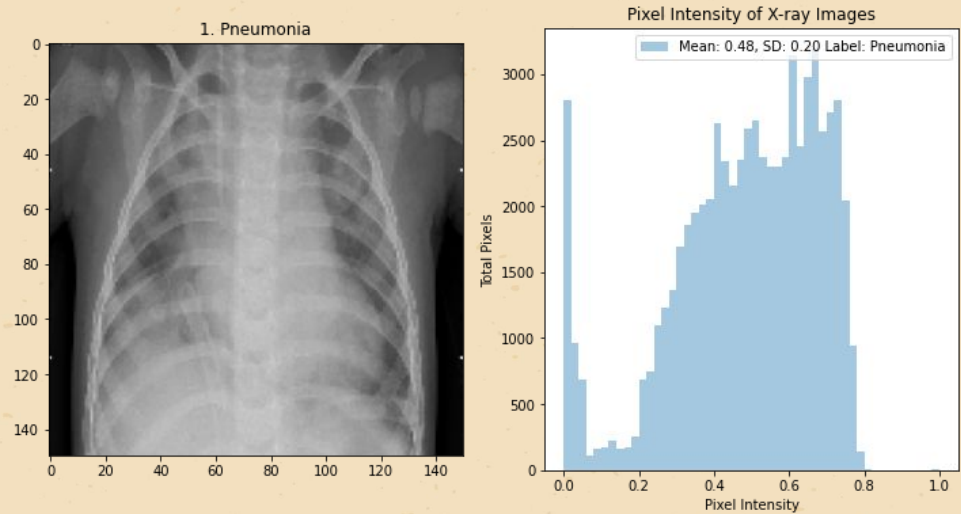 1. Pneumonia
0
20
40
60
80
100
120
140
0 20 40 60 80 100 120 140
Pixel Intensity of X-ray Images
Mean: 0.48, SD: 0.20 Label: Pneumonia
Total Pixels
3000
2500
2000
1500
1000
500
0
0.0 0.2 0.4 0.6 0.8 1.0
Pixel Intensity